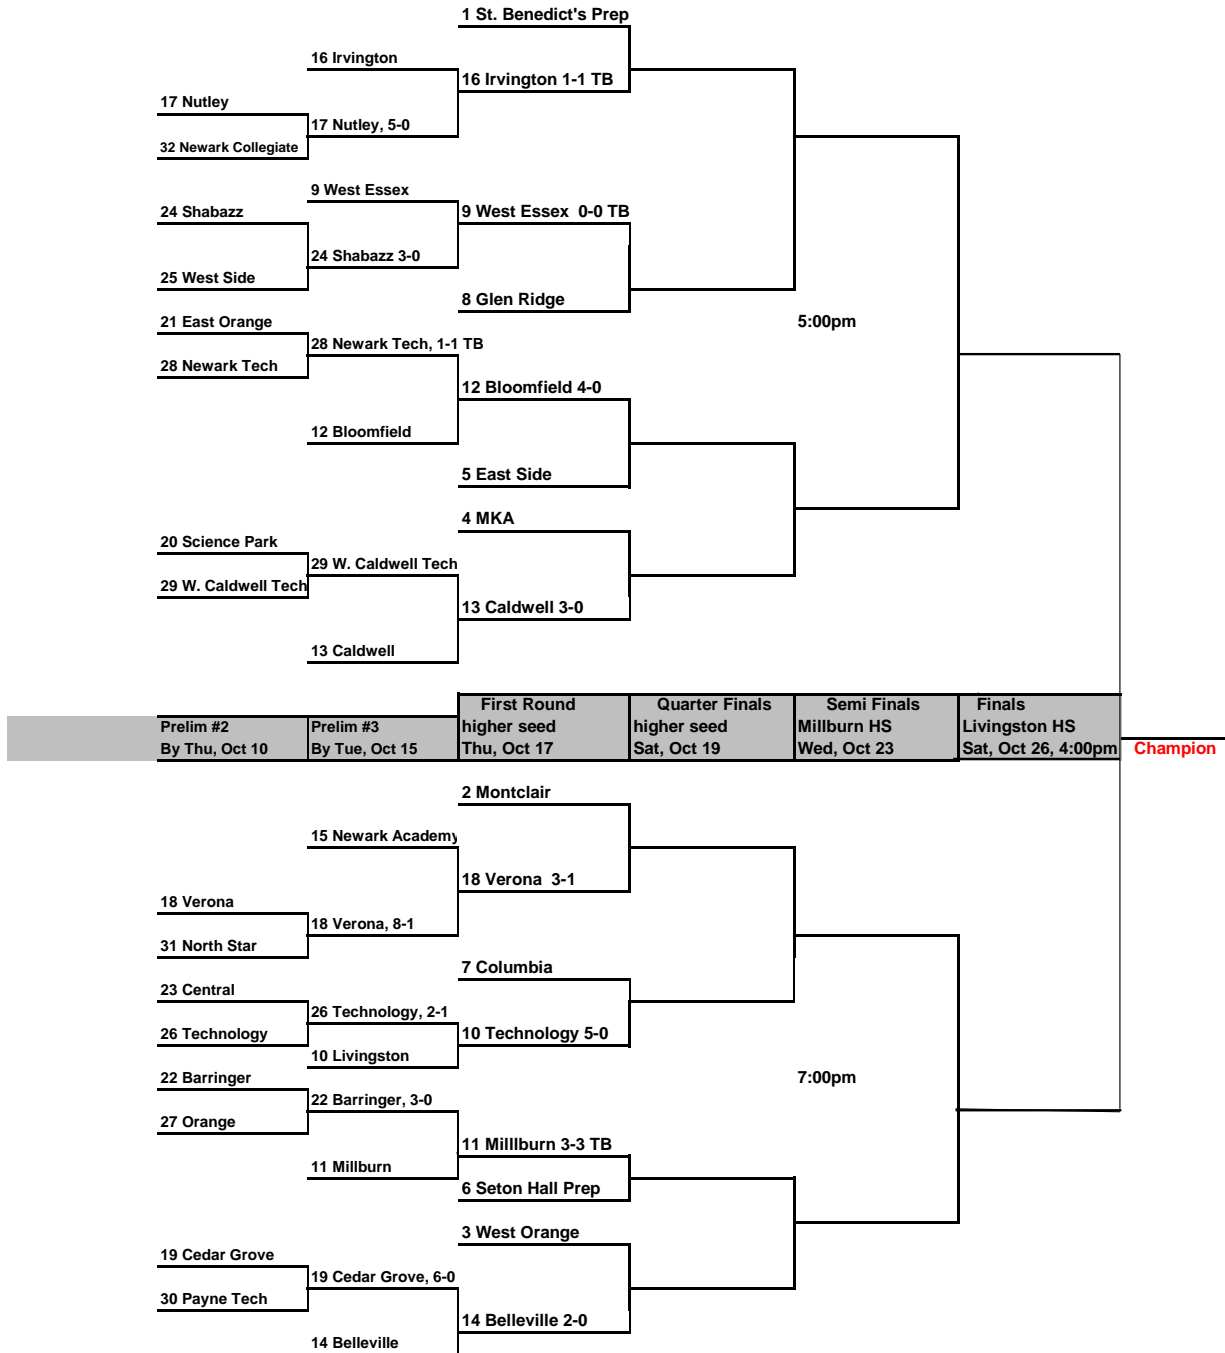 1 St. Benedict's Prep
16 Irvington
16 Irvington 1-1 TB
17 Nutley
17 Nutley, 5-0
32 Newark Collegiate
9 West Essex
24 Shabazz
9 West Essex  0-0 TB
24 Shabazz 3-0
25 West Side
8 Glen Ridge
21 East Orange
5:00pm
28 Newark Tech, 1-1 TB
28 Newark Tech
12 Bloomfield 4-0
12 Bloomfield
5 East Side
4 MKA
20 Science Park
29 W. Caldwell Tech
29 W. Caldwell Tech
13 Caldwell 3-0
13 Caldwell
First Round Quarter Finals Semi Finals Finals
Prelim #2 Prelim #3 higher seed higher seed Millburn HS Livingston HS
By Thu, Oct 10 By Tue, Oct 15 Thu, Oct 17 Sat, Oct 19 Wed, Oct 23 Sat, Oct 26, 4:00pm Champion
2 Montclair
15 Newark Academy
18 Verona  3-1
18 Verona
18 Verona, 8-1
31 North Star
7 Columbia
23 Central
26 Technology, 2-1
26 Technology
10 Technology 5-0
10 Livingston
22 Barringer
7:00pm
22 Barringer, 3-0
27 Orange
11 Milllburn 3-3 TB
11 Millburn
6 Seton Hall Prep
3 West Orange
19 Cedar Grove
19 Cedar Grove, 6-0
30 Payne Tech
14 Belleville 2-0
14 Belleville